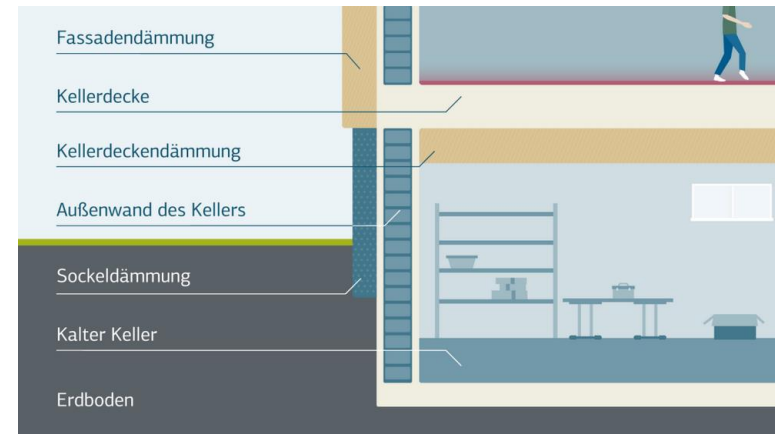 Fassadendämmung
Kellerdecke
Kellerdeckendämmung
Außenwand des Kellers
Sockeldämmung
Kalter Keller
Erdboden